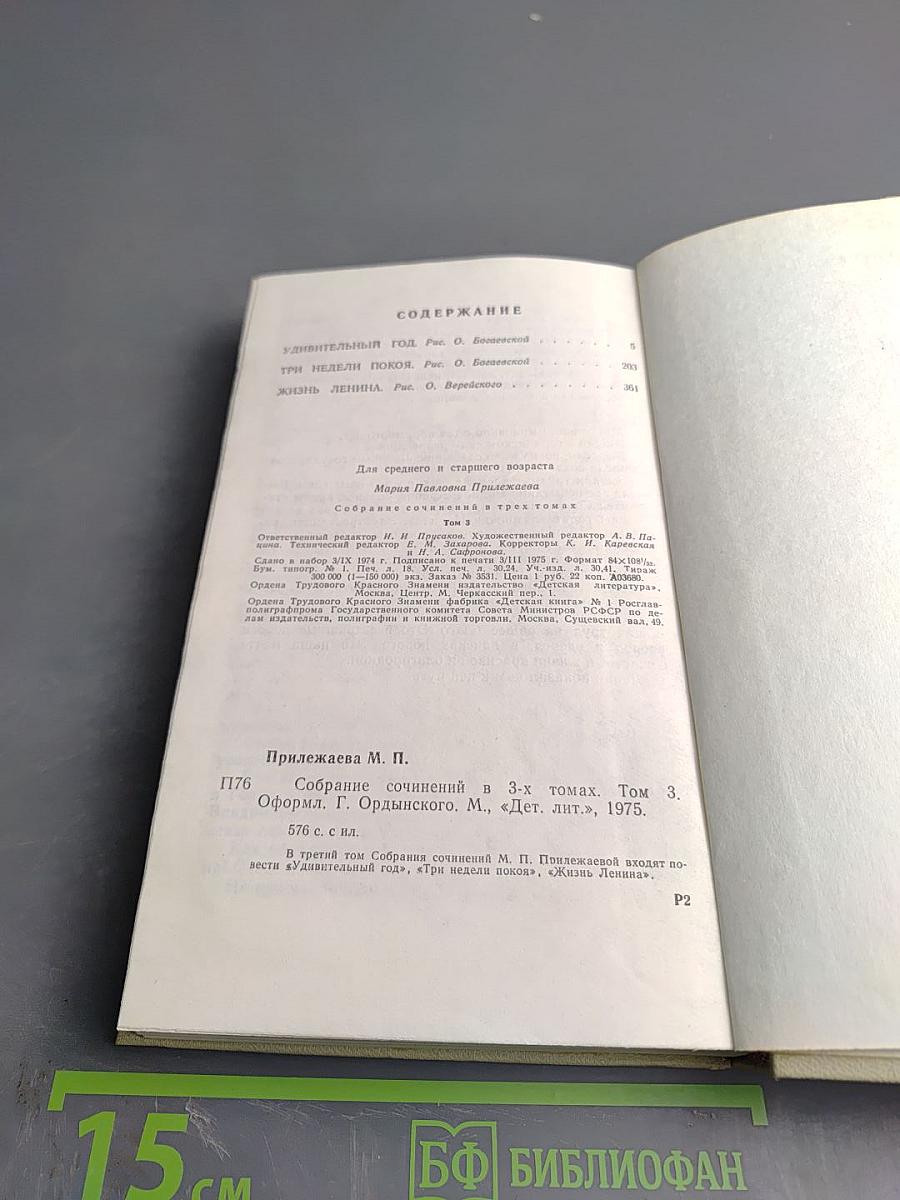 СОДЕРЖАНИЕ
УДИВИТЕЛЬНЫЙ ГОД. Рис. О. Богаевской . . . . . . 5
ТРИ НЕДЕЛИ ПОКОЯ. Рис. О. Богаевской . . . . . 203
ЖИЗНЬ ЛЕНИНА. Рис. О. Верейского . . . . . . . . 361
Для среднего и старшего возраста
Мария Павловна Прилежаева
Собрание сочинений в трех томах
Том 3
Ответственный редактор И. И. Прусаков. Художественный редактор А. В. Па-
цина. Технический редактор Е. М. Захарова. Корректоры К. И. Каревская
и Н. А. Сафронова.
Сдано в набор 3/IX 1974 г. Подписано к печати 3/III 1975 г. Формат 84×108¹/₃₂.
Бум. типогр. № 1. Печ. л. 18. Усл. печ. л. 30,24. Уч.-изд. л. 30,41. Тираж
300 000 (1—150 000) экз. Заказ № 3531. Цена 1 руб. 22 коп. А03680.
Ордена Трудового Красного Знамени издательство «Детская литература».
Москва, Центр, М. Черкасский пер., 1.
Ордена Трудового Красного Знамени фабрика «Детская книга» № 1 Росглав-
полиграфпрома Государственного комитета Совета Министров РСФСР по де-
лам издательств, полиграфии и книжной торговли. Москва, Сущевский вал, 49.
Прилежаева М. П.
П76 Собрание сочинений в 3-х томах. Том 3.
Оформл. Г. Ордынского. М., «Дет. лит.», 1975.
576 с. с ил.
В третий том Собрания сочинений М. П. Прилежаевой входят по-
вести «Удивительный год», «Три недели покоя», «Жизнь Ленина».
Р2
15 см
БФ БИБЛИОФАН